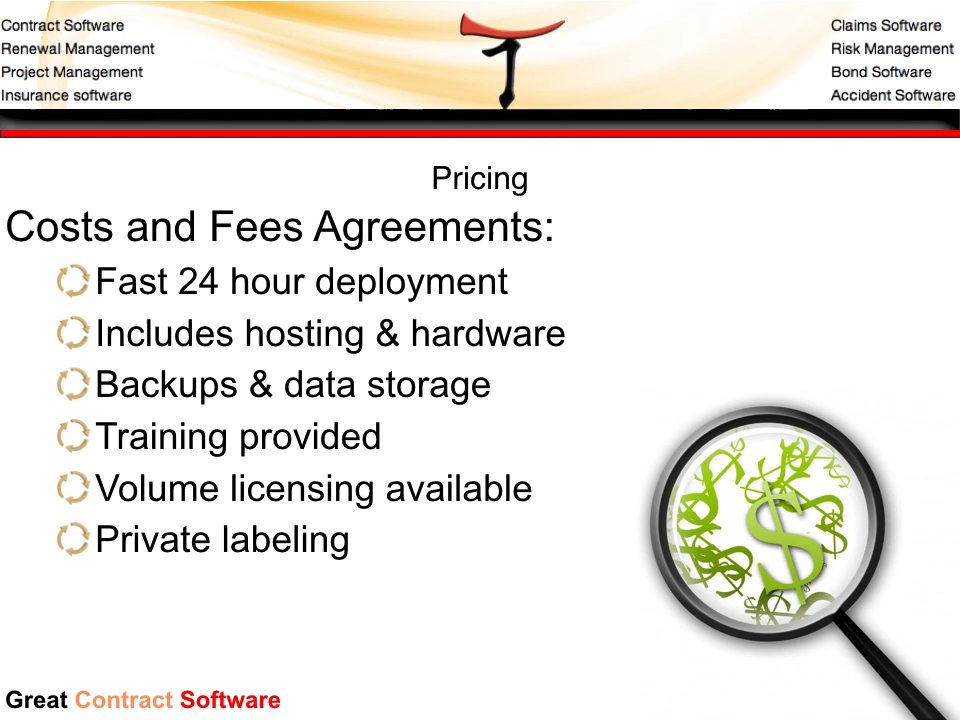 Contract Software
Renewal Management
Project Management
Insurance software
Claims Software
Risk Management
Bond Software
Accident Software
Pricing
Costs and Fees Agreements:
Fast 24 hour deployment
Includes hosting & hardware
Backups & data storage
Training provided
Volume licensing available
Private labeling
Great Contract Software